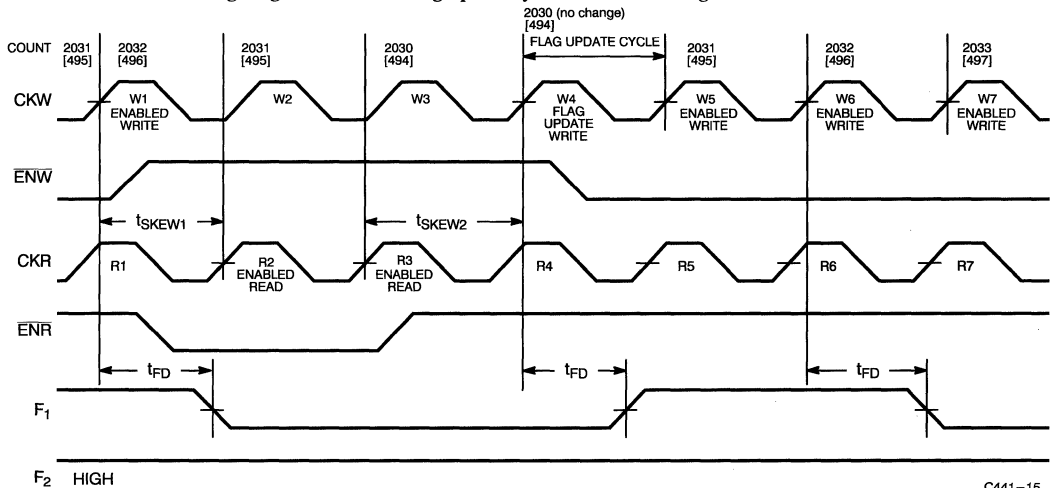 2030 (no change)
[494]
COUNT 2031 2032 2031 2030 FLAG UPDATE CYCLE 2031 2032 2033
[495] [496] [495] [494] [495] [496] [497]
CKW W1 W2 W3 W4 W5 W6 W7
ENABLED WRITE FLAG UPDATE WRITE ENABLED WRITE ENABLED WRITE ENABLED WRITE
ENW
tSKEW1 tSKEW2
CKR R1 R2 R3 R4 R5 R6 R7
ENABLED READ ENABLED READ
ENR
tFD tFD tFD
F1
F2 HIGH
C441-15